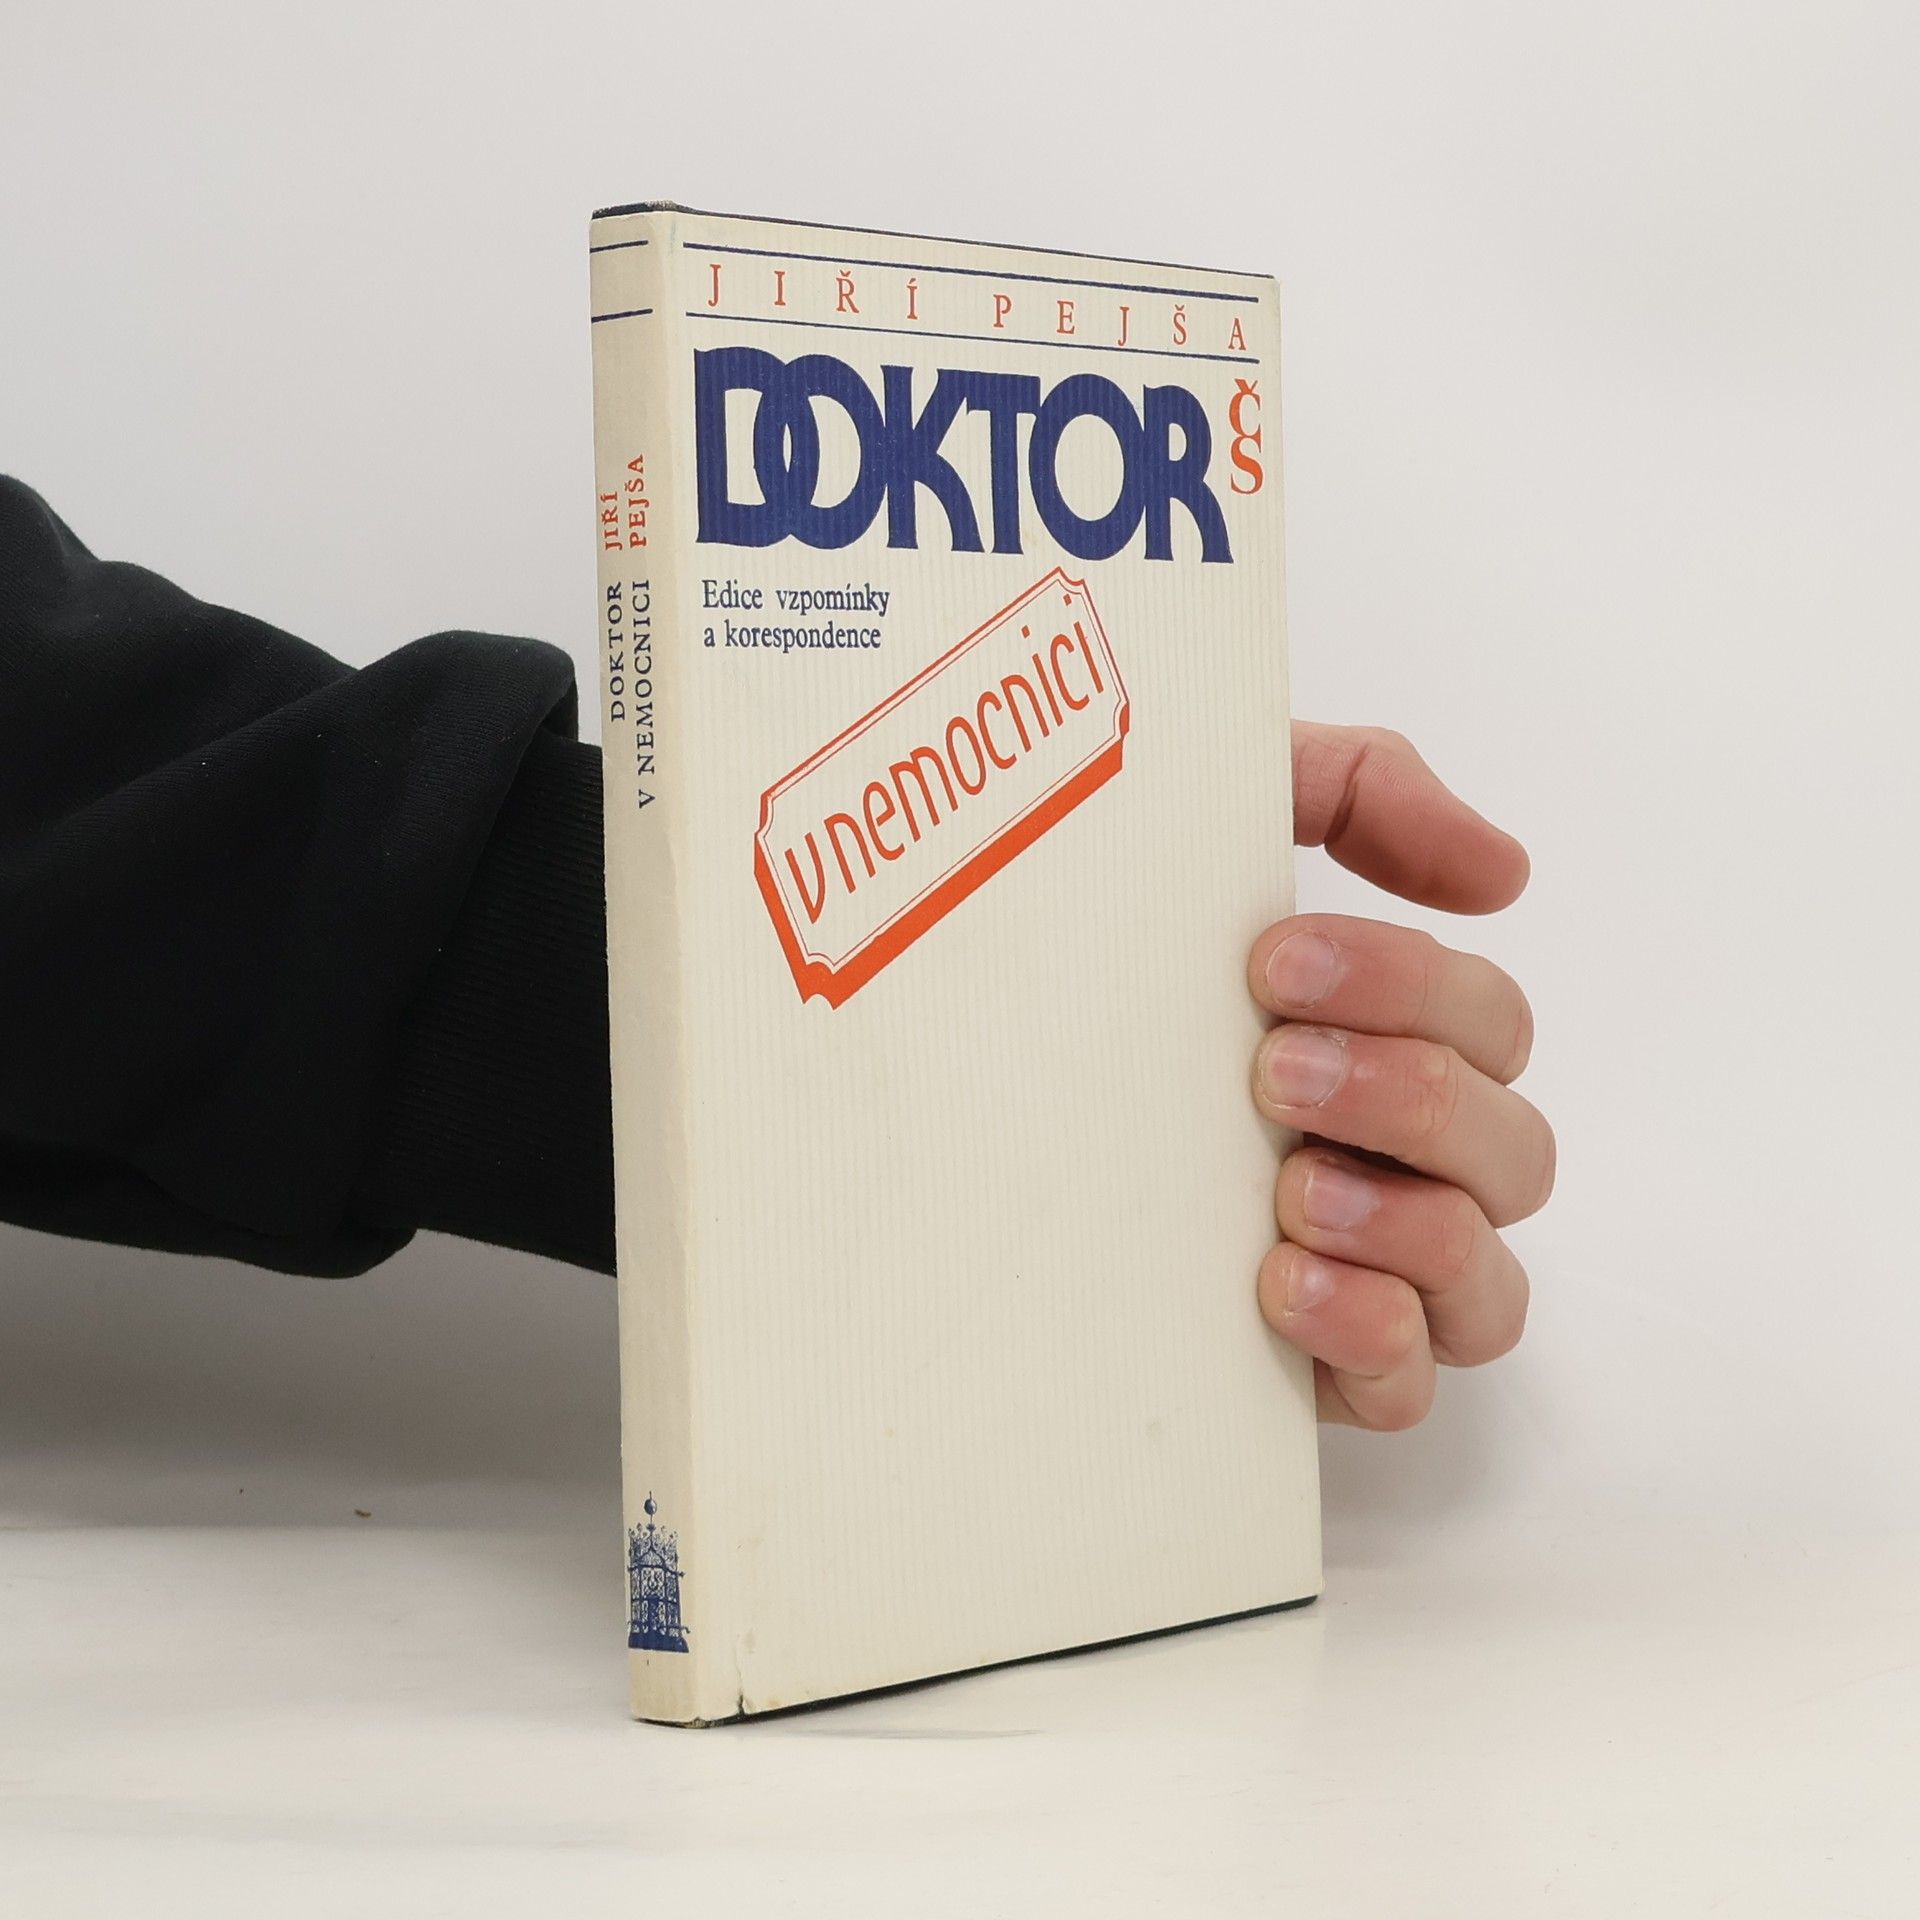 JIŘÍ PEJŠA
DOKTOR
ČS
Edice vzpomínky
a korespondence
v nemocnici
JIŘÍ
PEJŠA
DOKTOR
V NEMOCNICI